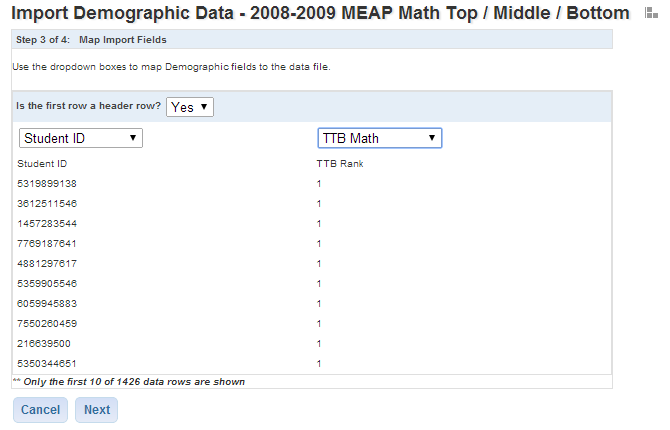 Import Demographic Data - 2008-2009 MEAP Math Top / Middle / Bottom
Step 3 of 4: Map Import Fields
Use the dropdown boxes to map Demographic fields to the data file.
Is the first row a header row? Yes
Student ID TTB Math
Student ID TTB Rank
5319899138 1
3612511546 1
1457283544 1
7769187641 1
4881297617 1
5359905546 1
6059945883 1
7550260459 1
216639500 1
5350344651 1
** Only the first 10 of 1426 data rows are shown
Cancel Next